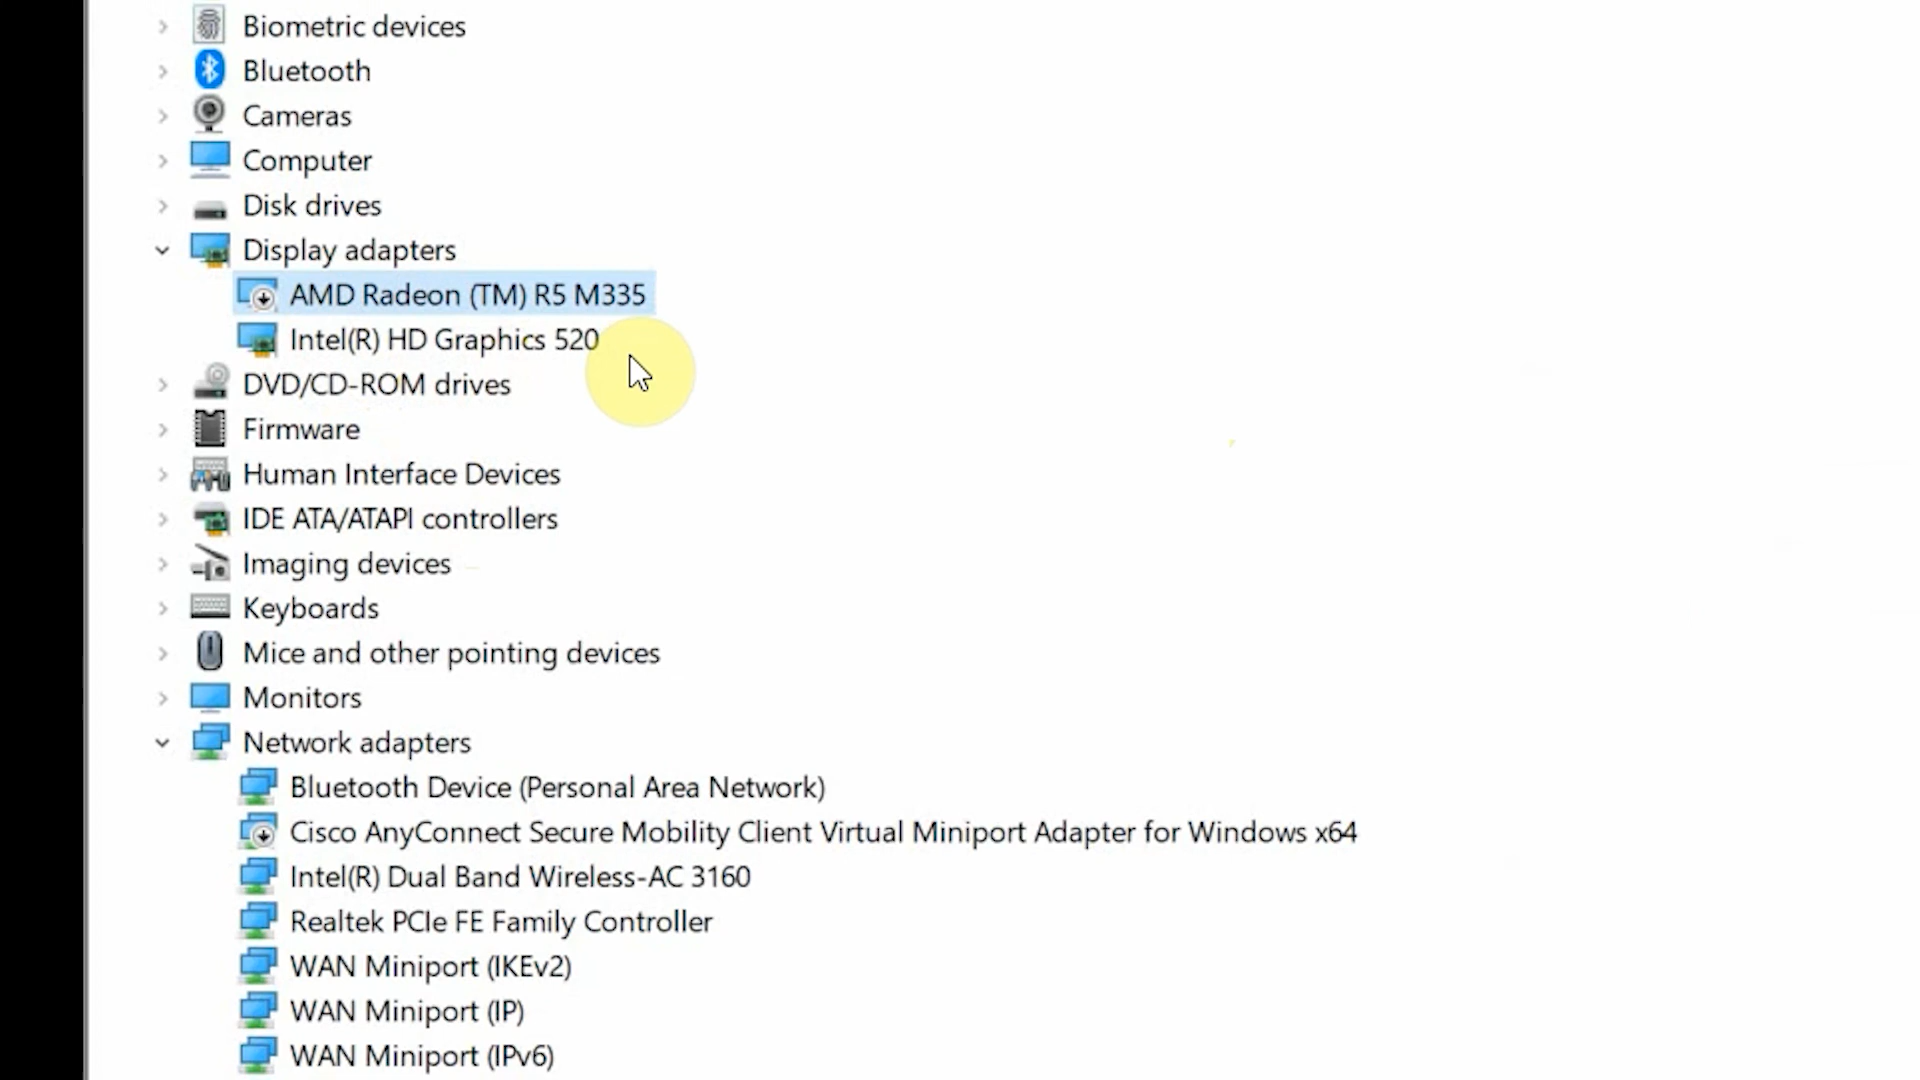 Biometric devices
Bluetooth
Cameras
Computer
Disk drives
Display adapters
AMD Radeon (TM) R5 M335
Intel(R) HD Graphics 520
DVD/CD-ROM drives
Firmware
Human Interface Devices
IDE ATA/ATAPI controllers
Imaging devices
Keyboards
Mice and other pointing devices
Monitors
Network adapters
Bluetooth Device (Personal Area Network)
Cisco AnyConnect Secure Mobility Client Virtual Miniport Adapter for Windows x64
Intel(R) Dual Band Wireless-AC 3160
Realtek PCIe FE Family Controller
WAN Miniport (IKEv2)
WAN Miniport (IP)
WAN Miniport (IPv6)